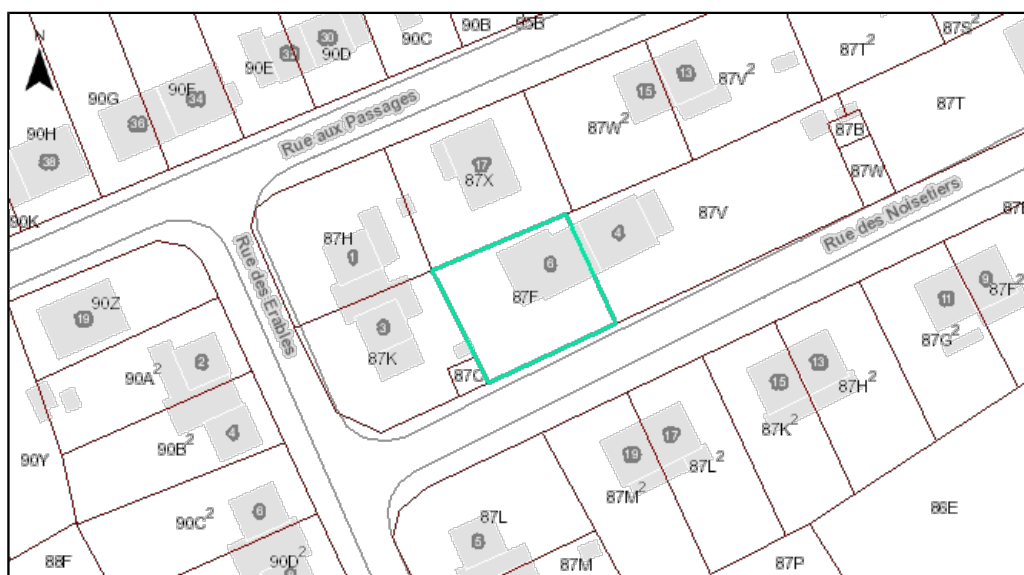 N
90B
95B
30
90C
87S²
32
90D
90E
87T²
13
87V²
15
90F
34
90G
87T
36
87W²
87B
90H
38
Rue aux Passages
17
87X
87W
90K
87V
4
Rue des Noisetiers
87H
1
6
87F
9
87F²
11
90Z
19
Rue des Erables
3
87K
87G²
2
90A²
87C
13
15
87H²
4
90B²
17
87K²
19
90Y
87L²
87M²
6
90C²
87L
86E
5
88F
90D²
87M
87P